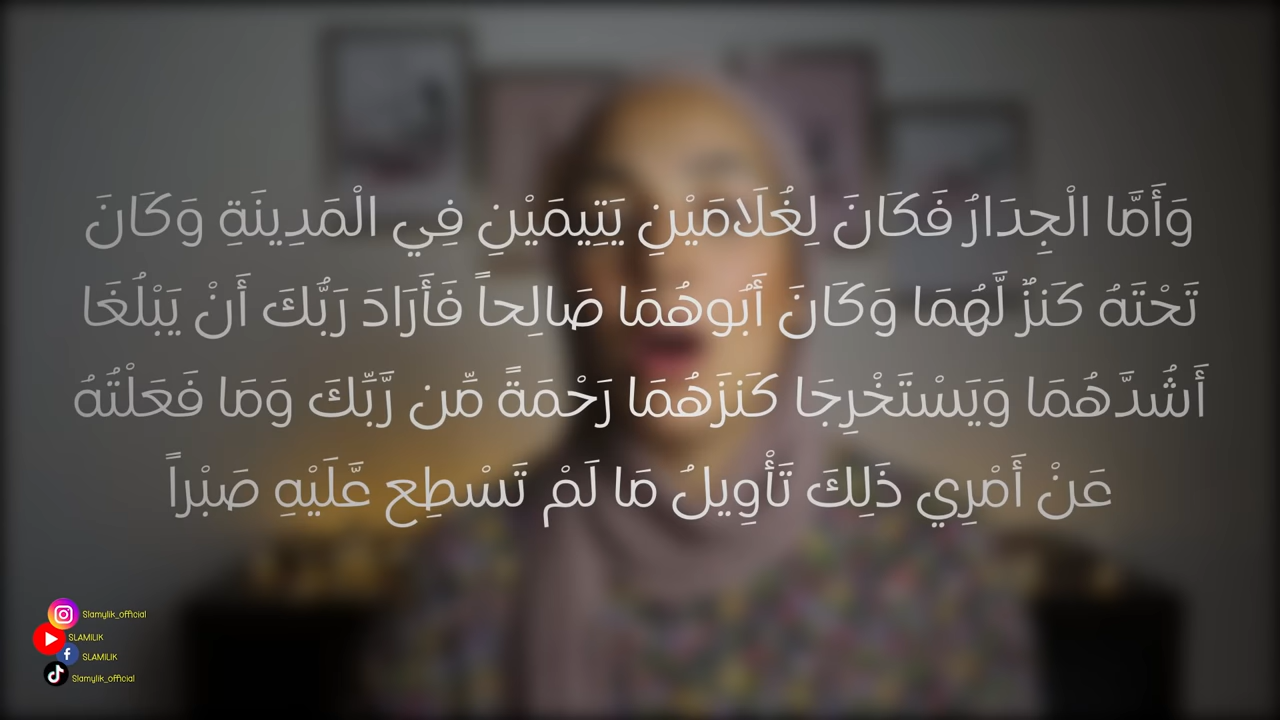 وَأَمَّا الْجِدَارُ فَكَانَ لِغُلَامَيْنِ يَتِيمَيْنِ فِي الْمَدِينَةِ وَكَانَ
تَحْتَهُ كَنزٌ لَّهُمَا وَكَانَ أَبُوهُمَا صَالِحاً فَأَرَادَ رَبُّكَ أَنْ يَبْلُغَا
أَشُدَّهُمَا وَيَسْتَخْرِجَا كَنزَهُمَا رَحْمَةً مِّن رَّبِّكَ وَمَا فَعَلْتُهُ
عَنْ أَمْرِي ذَلِكَ تَأْوِيلُ مَا لَمْ تَسْطِع عَّلَيْهِ صَبْراً
Slamylik_official
SLAMILIK
SLAMILIK
Slamylik_official